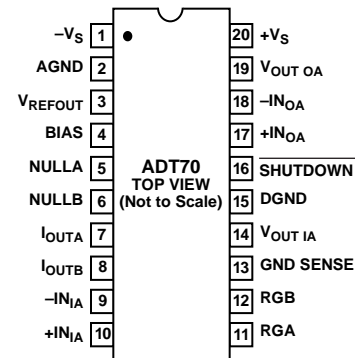 –VS 1
AGND 2
VREFOUT 3
BIAS 4
NULLA 5
NULLB 6
IOUTA 7
IOUTB 8
–INIA 9
+INIA 10
ADT70
TOP VIEW
(Not to Scale)
20 +VS
19 VOUT OA
18 –INOA
17 +INOA
16 SHUTDOWN
15 DGND
14 VOUT IA
13 GND SENSE
12 RGB
11 RGA